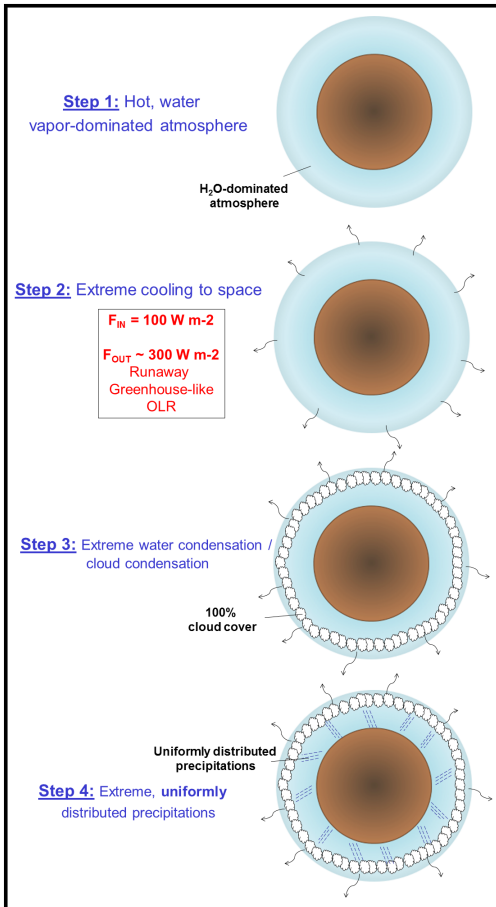 Step 1: Hot, water
vapor-dominated atmosphere
H₂O-dominated
atmosphere
Step 2: Extreme cooling to space
F_IN = 100 W m-2
F_OUT ~ 300 W m-2
Runaway
Greenhouse-like
OLR
Step 3: Extreme water condensation /
cloud condensation
100%
cloud cover
Uniformly distributed
precipitations
Step 4: Extreme, uniformly
distributed precipitations